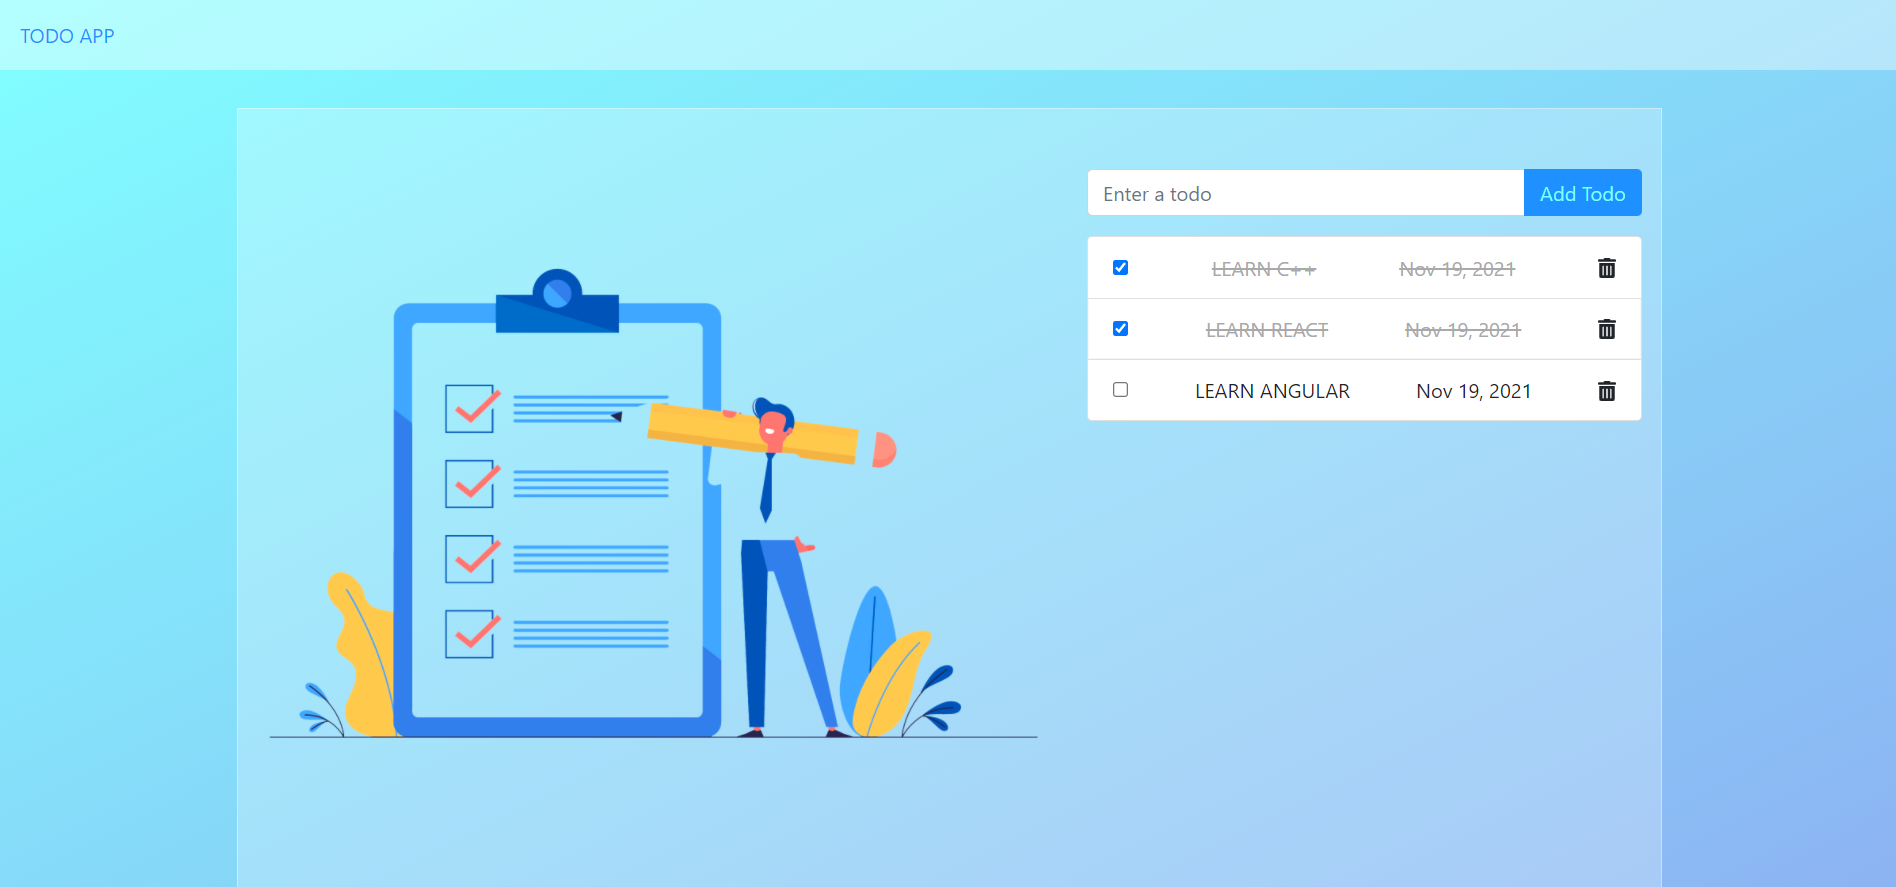 TODO APP
Enter a todo
Add Todo
LEARN C++ Nov 19, 2021
LEARN REACT Nov 19, 2021
LEARN ANGULAR Nov 19, 2021